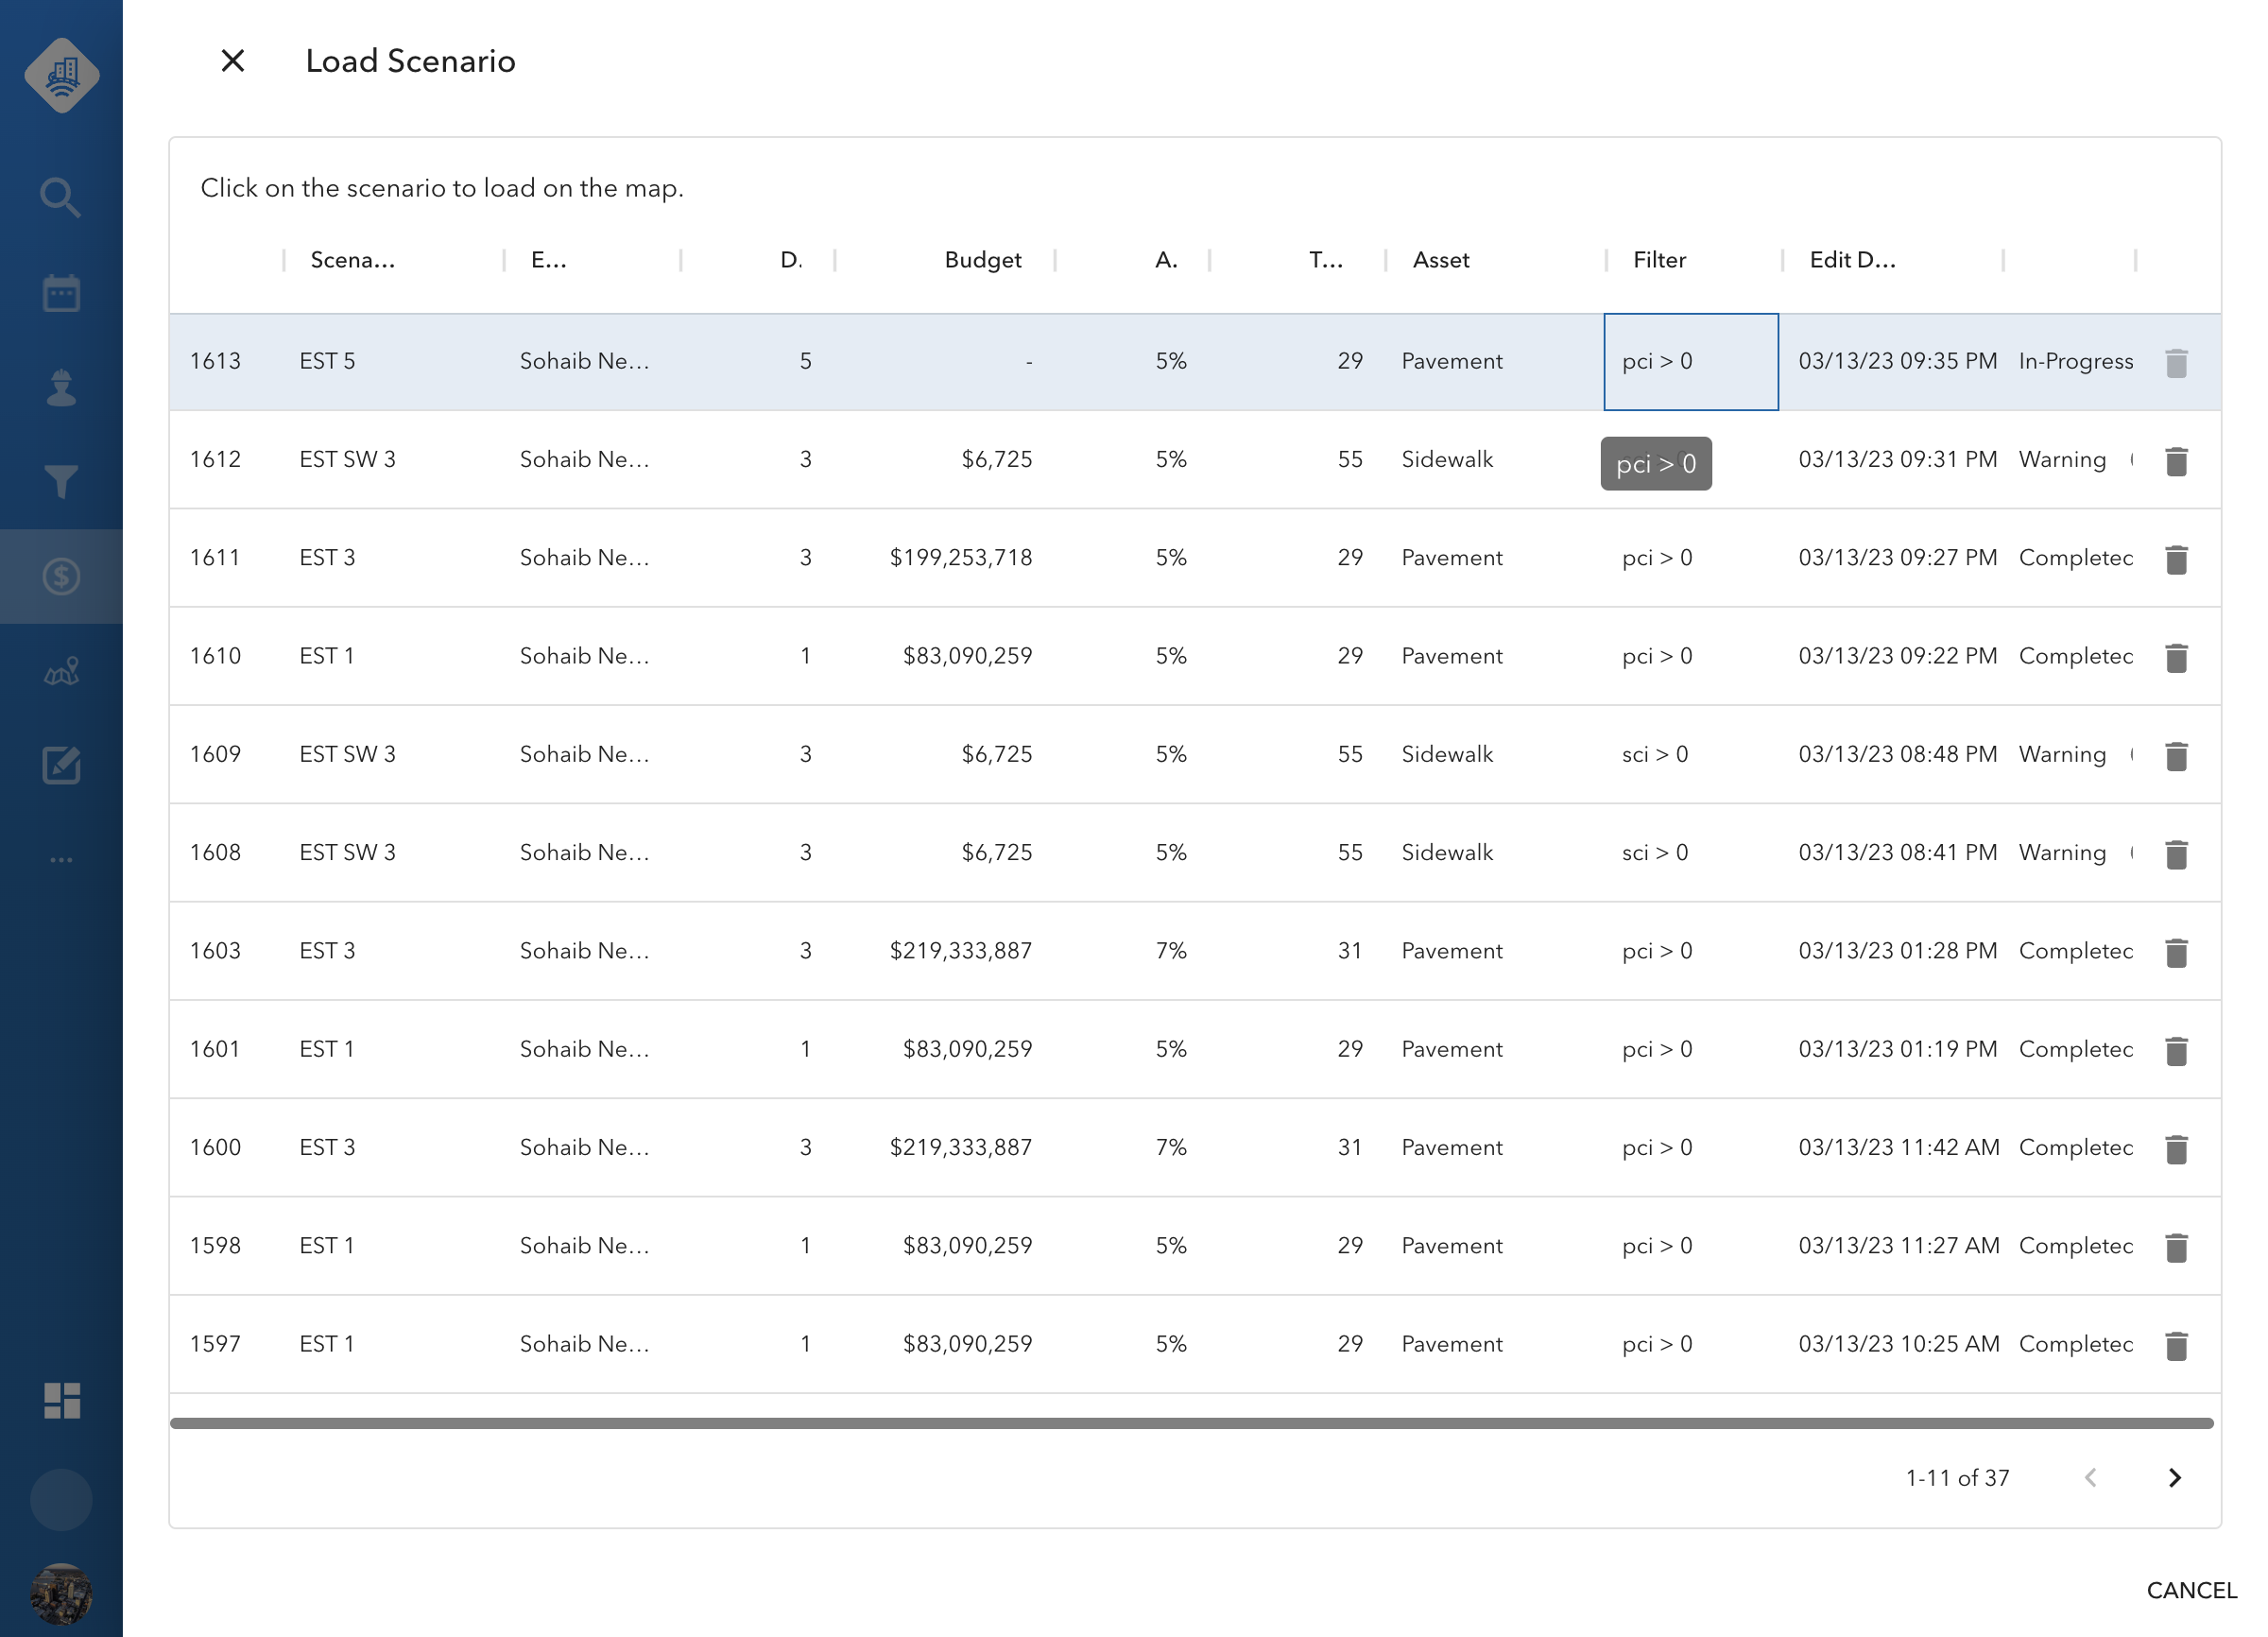 Load Scenario
Click on the scenario to load on the map.
Scena... E... D. Budget A. T... Asset Filter Edit D...
1613 EST 5 Sohaib Ne... 5 - 5% 29 Pavement pci > 0 03/13/23 09:35 PM In-Progress
1612 EST SW 3 Sohaib Ne... 3 $6,725 5% 55 Sidewalk pci > 0 03/13/23 09:31 PM Warning
1611 EST 3 Sohaib Ne... 3 $199,253,718 5% 29 Pavement pci > 0 03/13/23 09:27 PM Completed
1610 EST 1 Sohaib Ne... 1 $83,090,259 5% 29 Pavement pci > 0 03/13/23 09:22 PM Completed
1609 EST SW 3 Sohaib Ne... 3 $6,725 5% 55 Sidewalk sci > 0 03/13/23 08:48 PM Warning
1608 EST SW 3 Sohaib Ne... 3 $6,725 5% 55 Sidewalk sci > 0 03/13/23 08:41 PM Warning
1603 EST 3 Sohaib Ne... 3 $219,333,887 7% 31 Pavement pci > 0 03/13/23 01:28 PM Completed
1601 EST 1 Sohaib Ne... 1 $83,090,259 5% 29 Pavement pci > 0 03/13/23 01:19 PM Completed
1600 EST 3 Sohaib Ne... 3 $219,333,887 7% 31 Pavement pci > 0 03/13/23 11:42 AM Completed
1598 EST 1 Sohaib Ne... 1 $83,090,259 5% 29 Pavement pci > 0 03/13/23 11:27 AM Completed
1597 EST 1 Sohaib Ne... 1 $83,090,259 5% 29 Pavement pci > 0 03/13/23 10:25 AM Completed
1-11 of 37
CANCEL